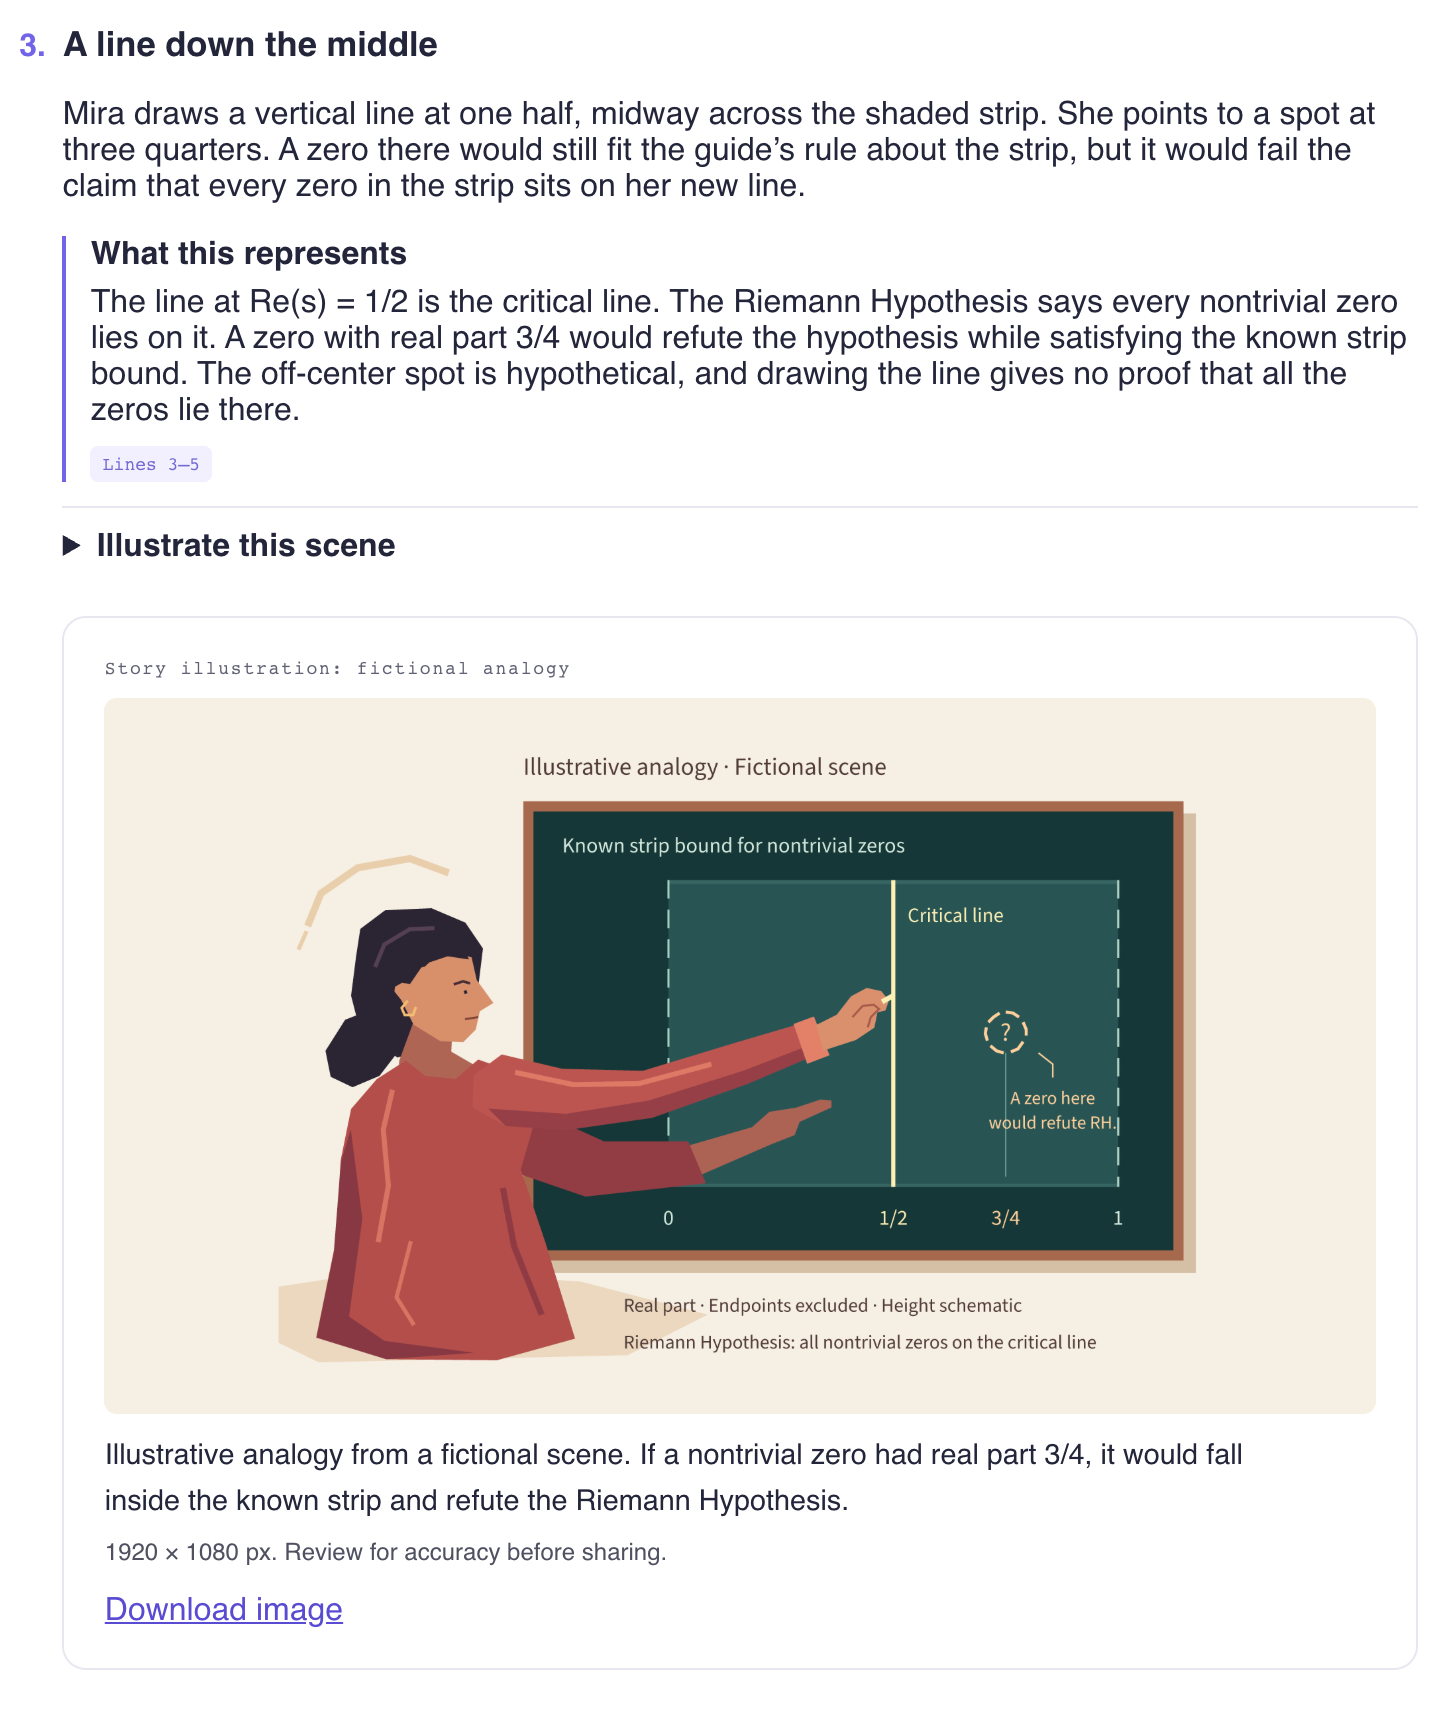 3. A line down the middle
Mira draws a vertical line at one half, midway across the shaded strip. She points to a spot at
three quarters. A zero there would still fit the guide’s rule about the strip, but it would fail the
claim that every zero in the strip sits on her new line.
What this represents
The line at Re(s) = 1/2 is the critical line. The Riemann Hypothesis says every nontrivial zero
lies on it. A zero with real part 3/4 would refute the hypothesis while satisfying the known strip
bound. The off-center spot is hypothetical, and drawing the line gives no proof that all the
zeros lie there.
Lines 3–5
▶ Illustrate this scene
Story illustration: fictional analogy
Illustrative analogy · Fictional scene
Known strip bound for nontrivial zeros
Critical line
?
A zero here
would refute RH.
0 1/2 3/4 1
Real part · Endpoints excluded · Height schematic
Riemann Hypothesis: all nontrivial zeros on the critical line
Illustrative analogy from a fictional scene. If a nontrivial zero had real part 3/4, it would fall
inside the known strip and refute the Riemann Hypothesis.
1920 × 1080 px. Review for accuracy before sharing.
Download image